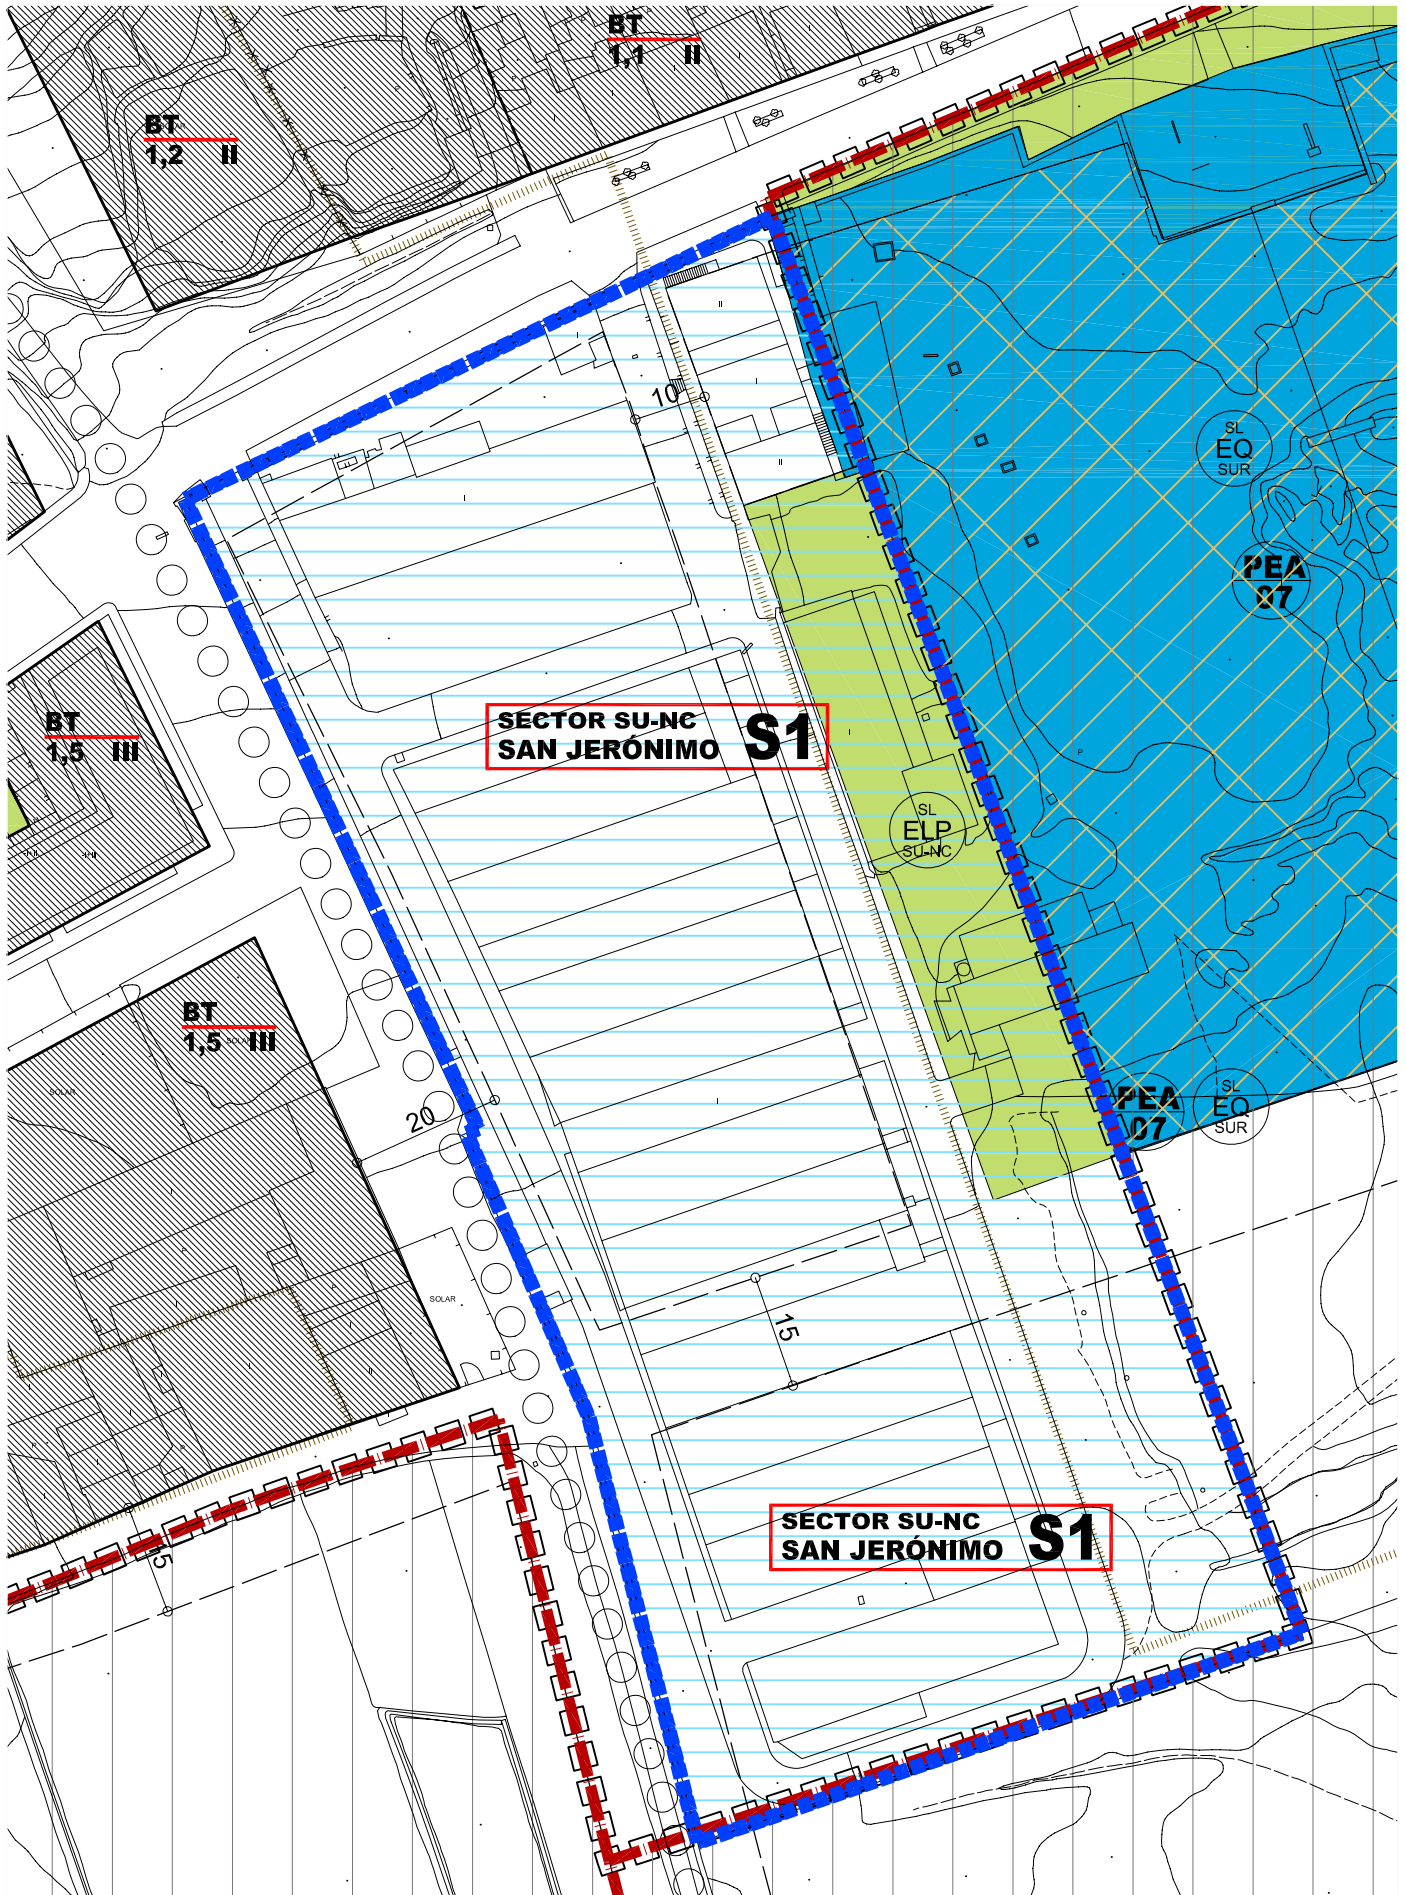 BT
1,1 II
BT
1,2 II
10
SL
EQ
SUR
PEA
07
BT
1,5 III
SECTOR SU-NC
SAN JERÓNIMO S1
SL
ELP
SU-NC
BT
1,5 III
SOLAR
SOLAR
20
PEA
07
SL
EQ
SUR
SOLAR
15
SECTOR SU-NC
SAN JERÓNIMO S1
15